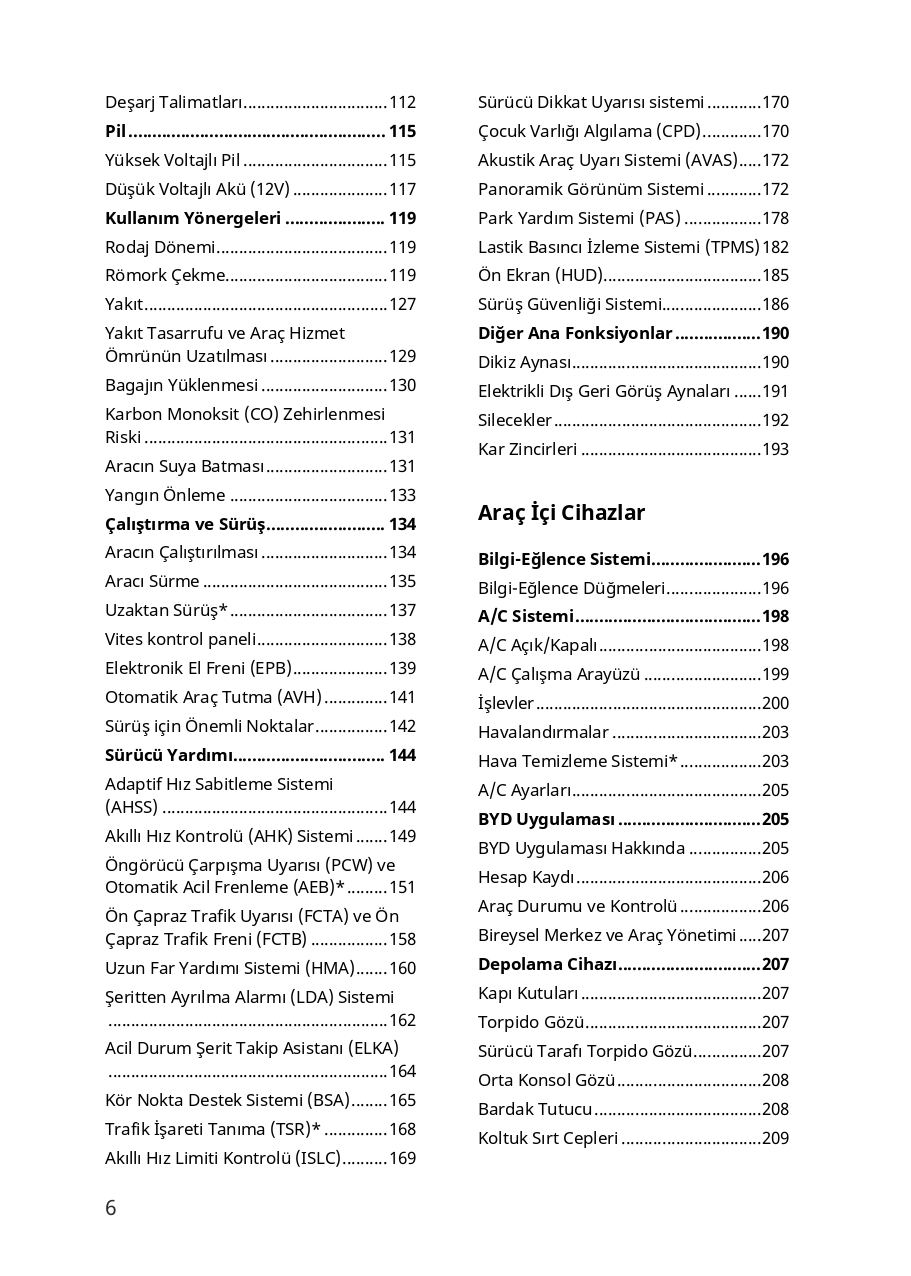 Deşarj Talimatları................................112
Pil ...................................................... 115
Yüksek Voltajlı Pil ................................115
Düşük Voltajlı Akü (12V) .....................117
Kullanım Yönergeleri ..................... 119
Rodaj Dönemi......................................119
Römork Çekme....................................119
Yakıt......................................................127
Yakıt Tasarrufu ve Araç Hizmet
Ömrünün Uzatılması ..........................129
Bagajın Yüklenmesi ............................130
Karbon Monoksit (CO) Zehirlenmesi
Riski ......................................................131
Aracın Suya Batması...........................131
Yangın Önleme ...................................133
Çalıştırma ve Sürüş......................... 134
Aracın Çalıştırılması ............................134
Aracı Sürme .........................................135
Uzaktan Sürüş* ...................................137
Vites kontrol paneli.............................138
Elektronik El Freni (EPB).....................139
Otomatik Araç Tutma (AVH)..............141
Sürüş için Önemli Noktalar................142
Sürücü Yardımı................................ 144
Adaptif Hız Sabitleme Sistemi
(AHSS) ..................................................144
Akıllı Hız Kontrolü (AHK) Sistemi .......149
Öngörücü Çarpışma Uyarısı (PCW) ve
Otomatik Acil Frenleme (AEB)*.........151
Ön Çapraz Trafik Uyarısı (FCTA) ve Ön
Çapraz Trafik Freni (FCTB) .................158
Uzun Far Yardımı Sistemi (HMA).......160
Şeritten Ayrılma Alarmı (LDA) Sistemi
..............................................................162
Acil Durum Şerit Takip Asistanı (ELKA)
..............................................................164
Kör Nokta Destek Sistemi (BSA)........165
Trafik İşareti Tanıma (TSR)* ..............168
Akıllı Hız Limiti Kontrolü (ISLC)..........169
Sürücü Dikkat Uyarısı sistemi ............170
Çocuk Varlığı Algılama (CPD).............170
Akustik Araç Uyarı Sistemi (AVAS).....172
Panoramik Görünüm Sistemi ............172
Park Yardım Sistemi (PAS) .................178
Lastik Basıncı İzleme Sistemi (TPMS)182
Ön Ekran (HUD)...................................185
Sürüş Güvenliği Sistemi......................186
Diğer Ana Fonksiyonlar ..................190
Dikiz Aynası..........................................190
Elektrikli Dış Geri Görüş Aynaları ......191
Silecekler ..............................................192
Kar Zincirleri ........................................193
Araç İçi Cihazlar
Bilgi-Eğlence Sistemi.......................196
Bilgi-Eğlence Düğmeleri.....................196
A/C Sistemi.......................................198
A/C Açık/Kapalı....................................198
A/C Çalışma Arayüzü ..........................199
İşlevler ..................................................200
Havalandırmalar .................................203
Hava Temizleme Sistemi* ..................203
A/C Ayarları..........................................205
BYD Uygulaması ..............................205
BYD Uygulaması Hakkında ................205
Hesap Kaydı.........................................206
Araç Durumu ve Kontrolü ..................206
Bireysel Merkez ve Araç Yönetimi .....207
Depolama Cihazı..............................207
Kapı Kutuları ........................................207
Torpido Gözü.......................................207
Sürücü Tarafı Torpido Gözü...............207
Orta Konsol Gözü................................208
Bardak Tutucu.....................................208
Koltuk Sırt Cepleri ...............................209
6